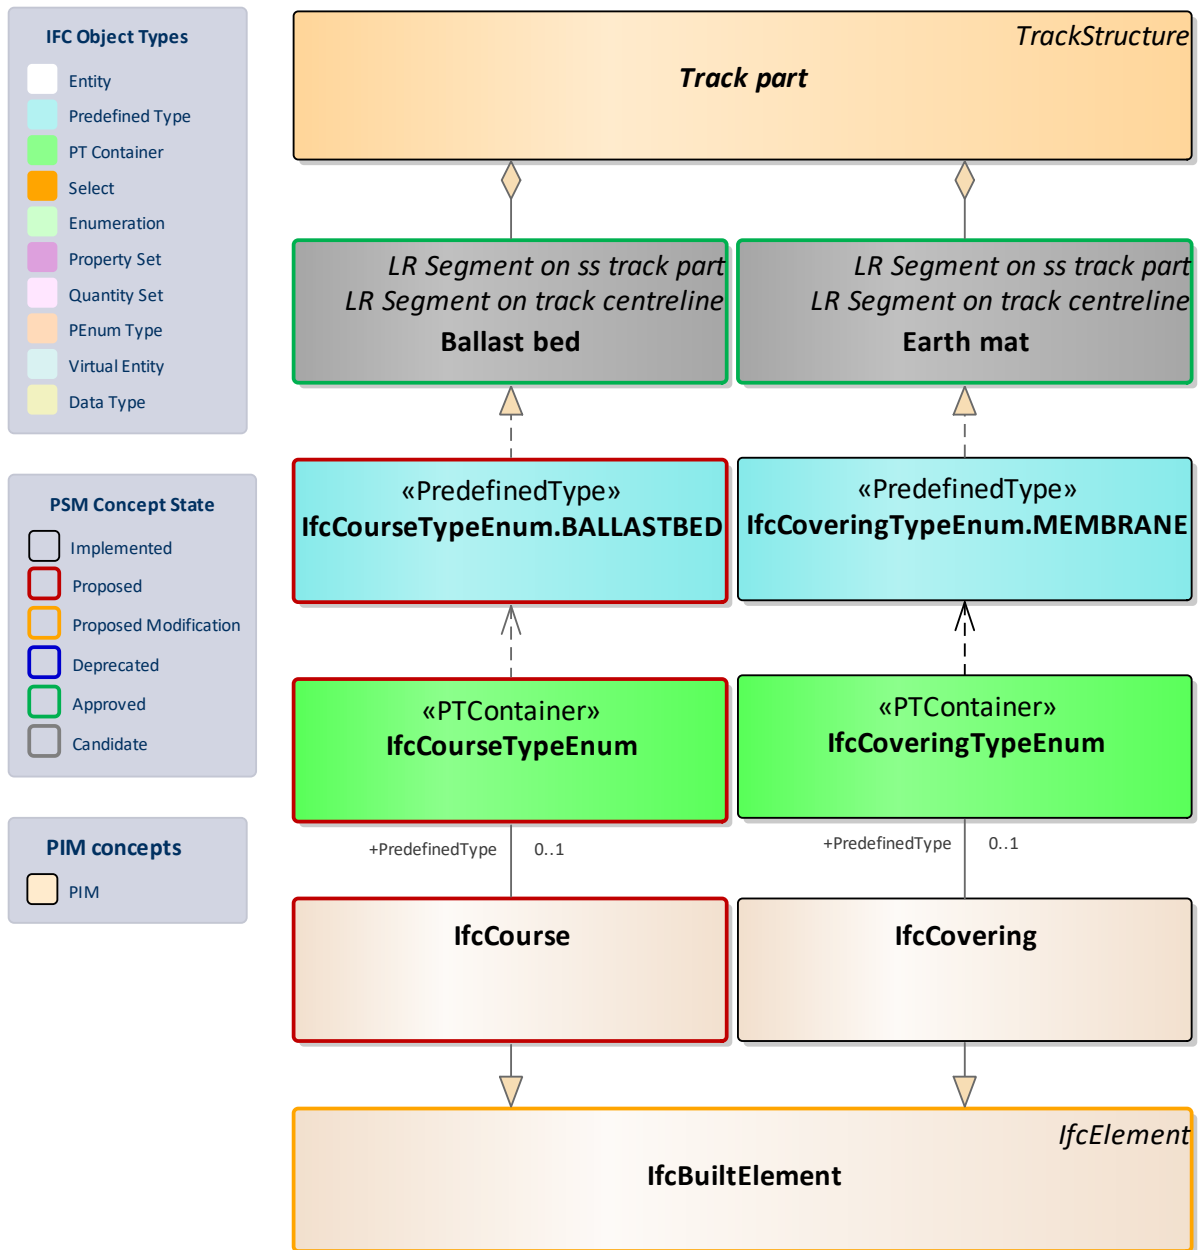 IFC Object Types
Entity
Predefined Type
PT Container
Select
Enumeration
Property Set
Quantity Set
PEnum Type
Virtual Entity
Data Type
PSM Concept State
Implemented
Proposed
Proposed Modification
Deprecated
Approved
Candidate
PIM concepts
PIM
TrackStructure
Track part
LR Segment on ss track part
LR Segment on track centreline
Ballast bed
LR Segment on ss track part
LR Segment on track centreline
Earth mat
«PredefinedType»
IfcCourseTypeEnum.BALLASTBED
«PredefinedType»
IfcCoveringTypeEnum.MEMBRANE
«PTContainer»
IfcCourseTypeEnum
«PTContainer»
IfcCoveringTypeEnum
+PredefinedType 0..1
+PredefinedType 0..1
IfcCourse
IfcCovering
IfcElement
IfcBuiltElement